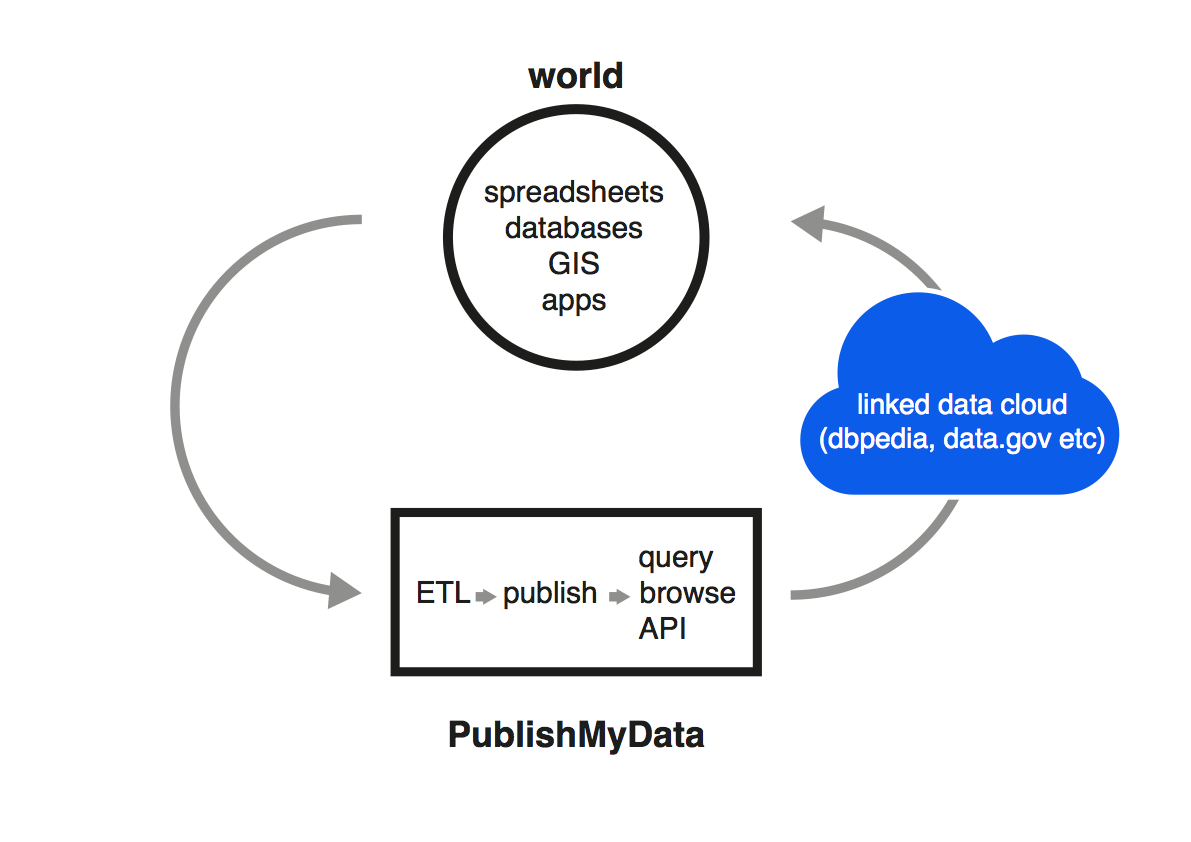 world
spreadsheets
databases
GIS
apps
linked data cloud
(dbpedia, data.gov etc)
ETL publish
query
browse
API
PublishMyData